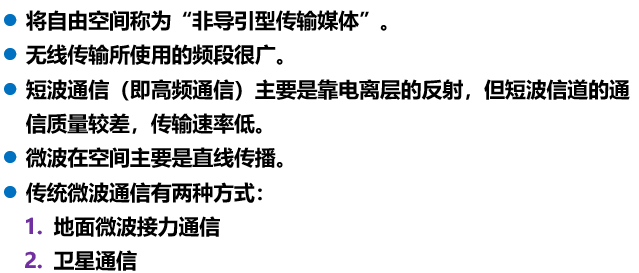 ● 将自由空间称为“非导引型传输媒体”。
● 无线传输所使用的频段很广。
● 短波通信（即高频通信）主要是靠电离层的反射，但短波信道的通
信质量较差，传输速率低。
● 微波在空间主要是直线传播。
● 传统微波通信有两种方式：
1. 地面微波接力通信
2. 卫星通信